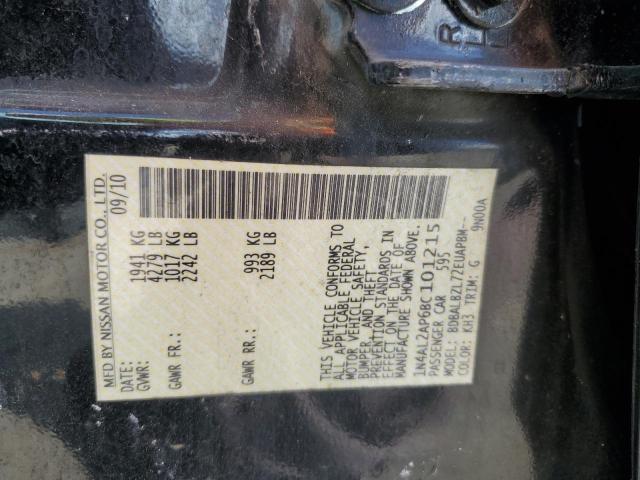 MFD BY NISSAN MOTOR CO., LTD.
DATE: 09/10
GVWR: 1941 KG
4279 LB
GAWR FR.: 1017 KG
2242 LB
GAWR RR.: 993 KG
2189 LB
THIS VEHICLE CONFORMS TO
ALL APPLICABLE FEDERAL
MOTOR VEHICLE SAFETY,
BUMPER, AND THEFT
PREVENTION STANDARDS IN
EFFECT ON THE DATE OF
MANUFACTURE SHOWN ABOVE.
1N4AL2AP6BC101215
PASSENGER CAR 595
MODEL: BDBALBZL72EUAPBM--
COLOR: KH3 TRIM: G 9N00A
R